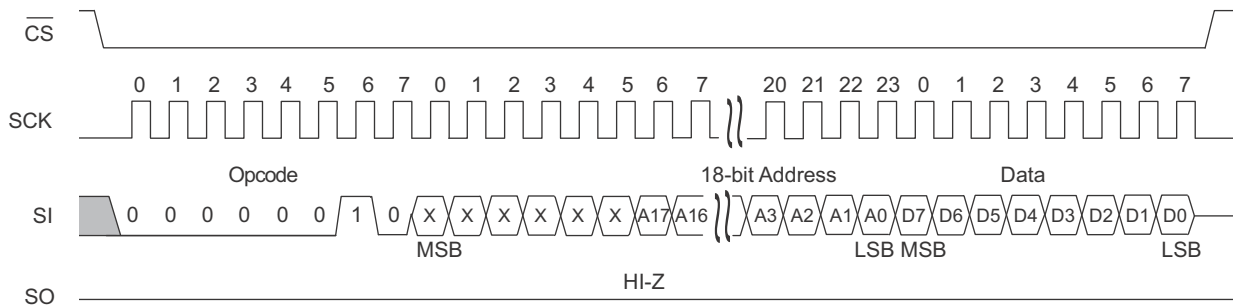 CS
0 1 2 3 4 5 6 7 0 1 2 3 4 5 6 7 20 21 22 23 0 1 2 3 4 5 6 7
SCK
Opcode 18-bit Address Data
SI 0 0 0 0 0 0 1 0 X X X X X X A17 A16 A3 A2 A1 A0 D7 D6 D5 D4 D3 D2 D1 D0
MSB LSB MSB LSB
HI-Z
SO